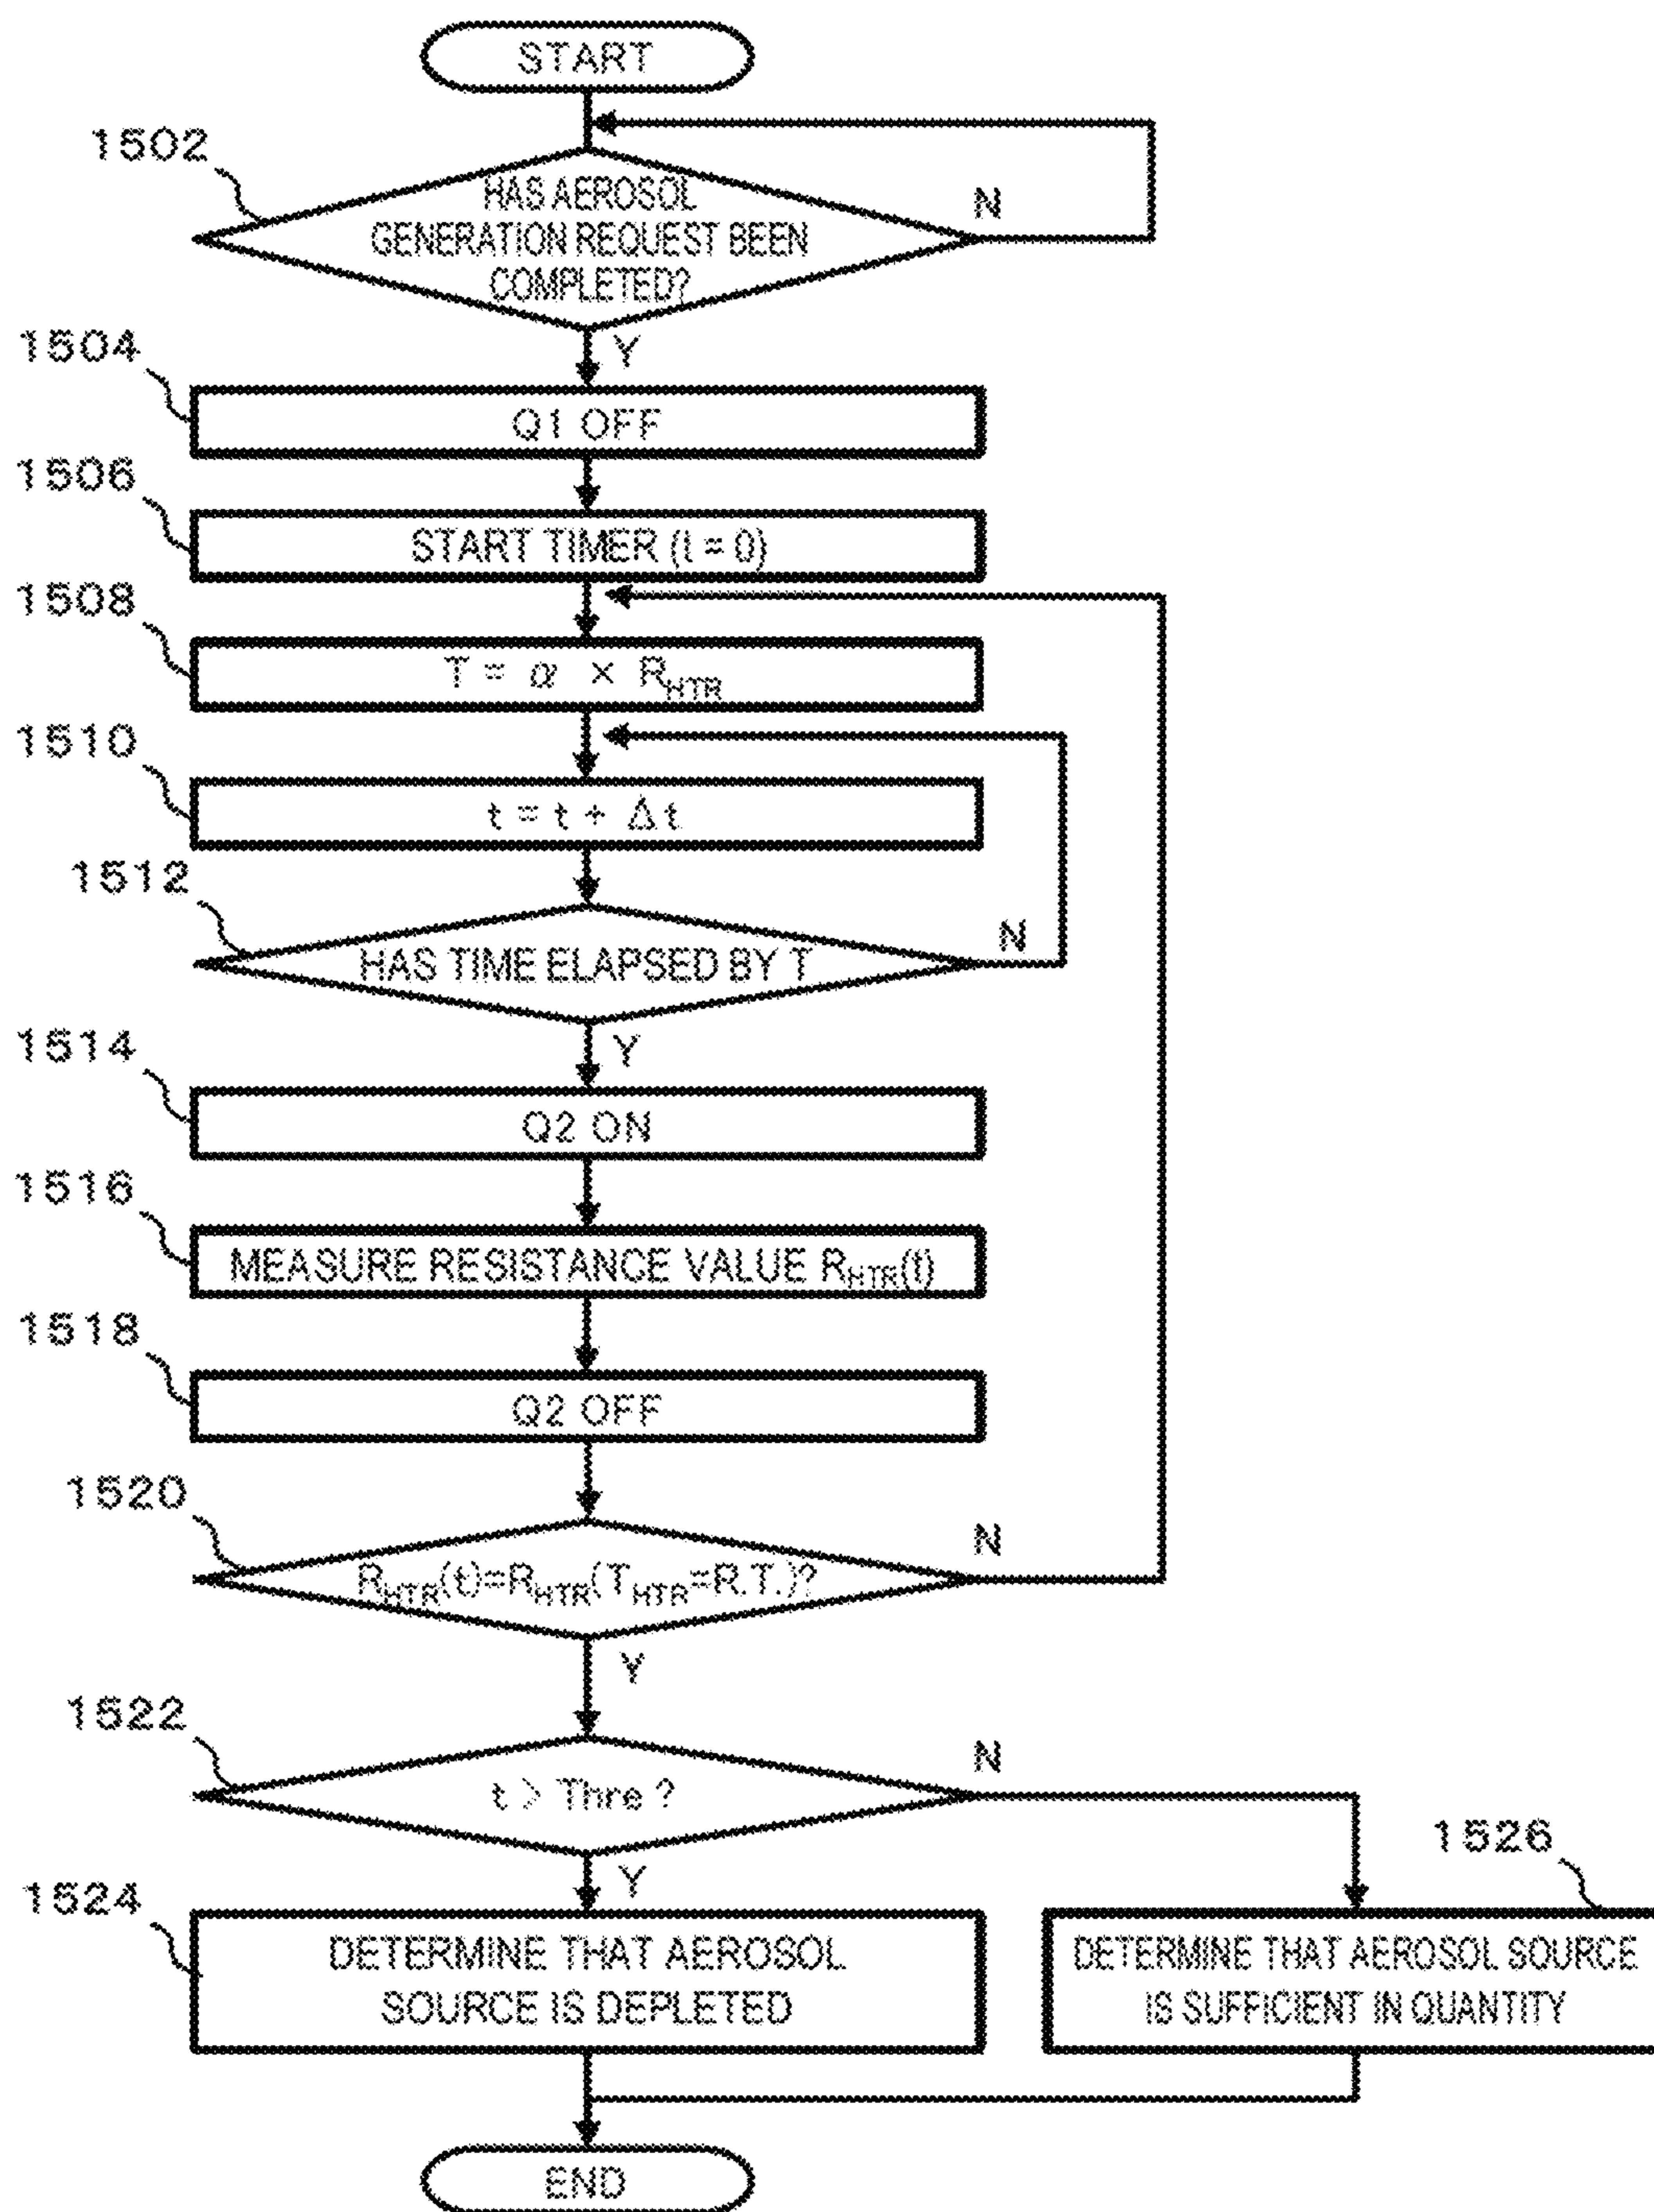 START
1502
HAS AEROSOL
GENERATION REQUEST BEEN
COMPLETED?
N
Y
1504
Q1 OFF
1506
START TIMER (t = 0)
1508
T = α × R_HTR
1510
t = t + Δt
1512
HAS TIME ELAPSED BY T
N
Y
1514
Q2 ON
1516
MEASURE RESISTANCE VALUE R_HTR(t)
1518
Q2 OFF
1520
R_HTR(t)=R_HTR(T_HTR=R.T.)?
N
Y
1522
t > Thre ?
N
Y
1524
DETERMINE THAT AEROSOL
SOURCE IS DEPLETED
1526
DETERMINE THAT AEROSOL SOURCE
IS SUFFICIENT IN QUANTITY
END